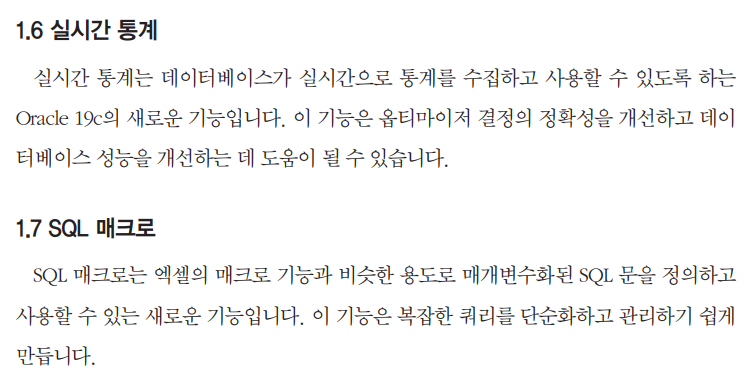 1.6 실시간 통계
실시간 통계는 데이터베이스가 실시간으로 통계를 수집하고 사용할 수 있도록 하는
Oracle 19c의 새로운 기능입니다. 이 기능은 옵티마이저 결정의 정확성을 개선하고 데이
터베이스 성능을 개선하는 데 도움이 될 수 있습니다.
1.7 SQL 매크로
SQL 매크로는 엑셀의 매크로 기능과 비슷한 용도로 매개변수화된 SQL 문을 정의하고
사용할 수 있는 새로운 기능입니다. 이 기능은 복잡한 쿼리를 단순화하고 관리하기 쉽게
만듭니다.